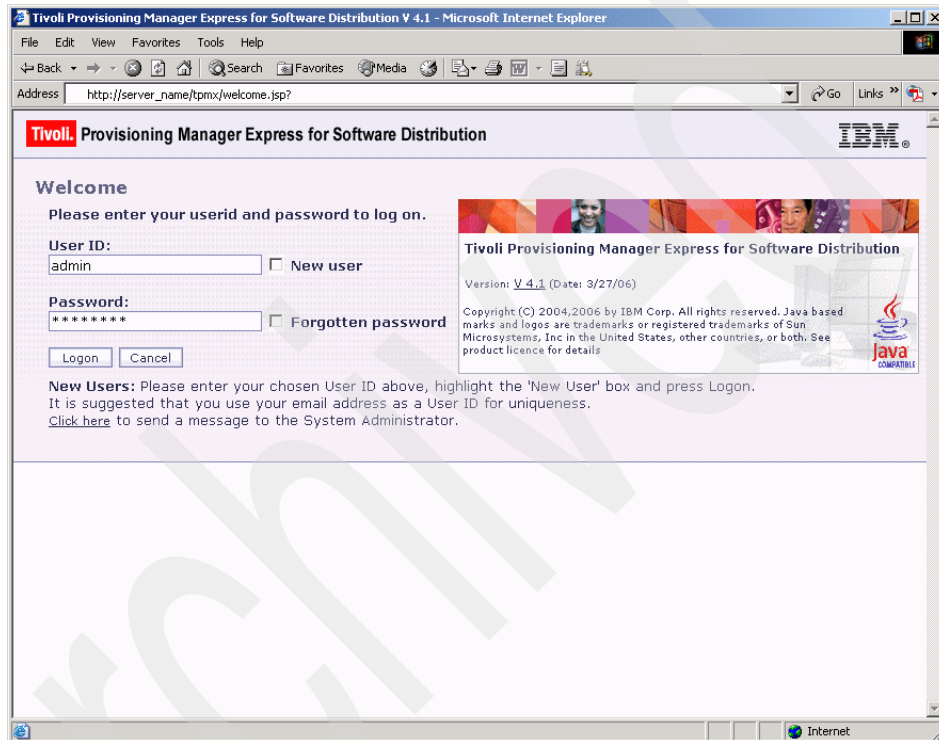 Tivoli Provisioning Manager Express for Software Distribution V 4.1 - Microsoft Internet Explorer
File Edit View Favorites Tools Help
Back Search Favorites Media
Address http://server_name/tpmx/welcome.jsp? Go Links »
Tivoli. Provisioning Manager Express for Software Distribution
IBM®
Welcome
Please enter your userid and password to log on.
User ID:
admin New user
Password:
******** Forgotten password
Logon Cancel
Tivoli Provisioning Manager Express for Software Distribution
Version: V 4.1 (Date: 3/27/06)
Copyright (C) 2004,2006 by IBM Corp. All rights reserved. Java based
marks and logos are trademarks or registered trademarks of Sun
Microsystems, Inc in the United States, other countries, or both. See
product licence for details
Java
COMPATIBLE
New Users: Please enter your chosen User ID above, highlight the 'New User' box and press Logon.
It is suggested that you use your email address as a User ID for uniqueness.
Click here to send a message to the System Administrator.
Internet
rchive